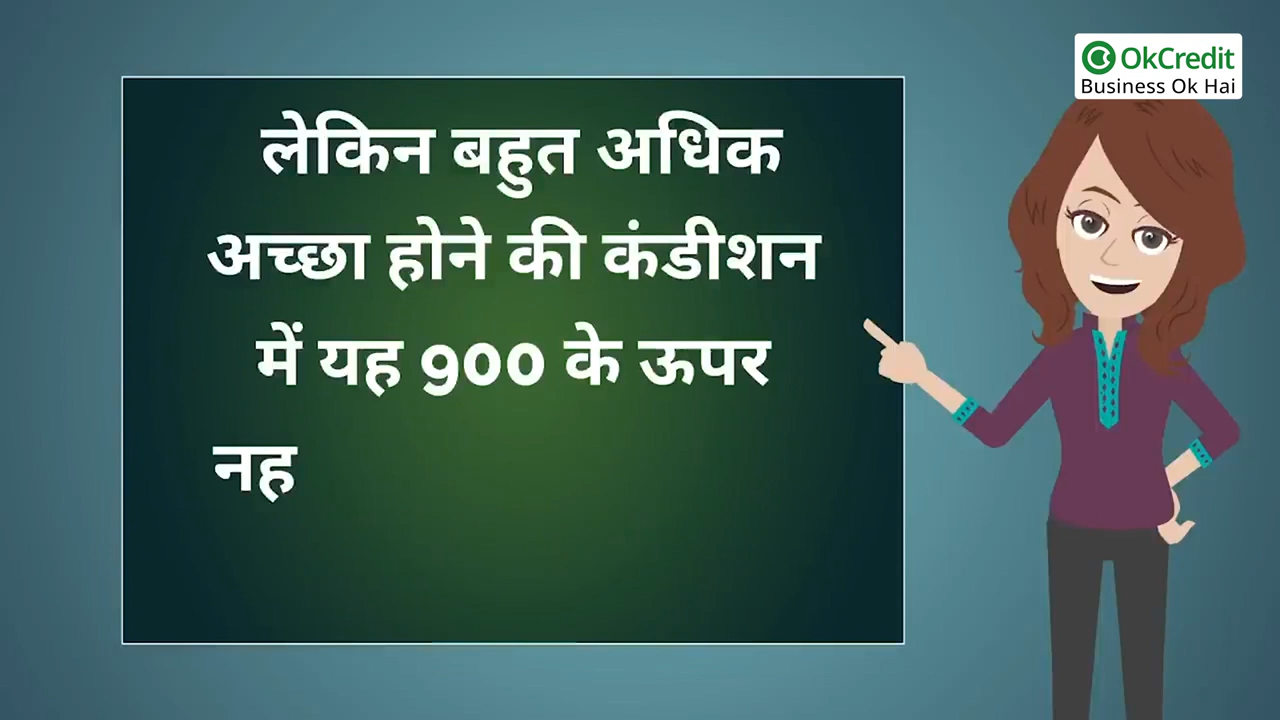 OkCredit
Business Ok Hai
लेकिन बहुत अधिक
अच्छा होने की कंडीशन
में यह 900 के ऊपर
नह